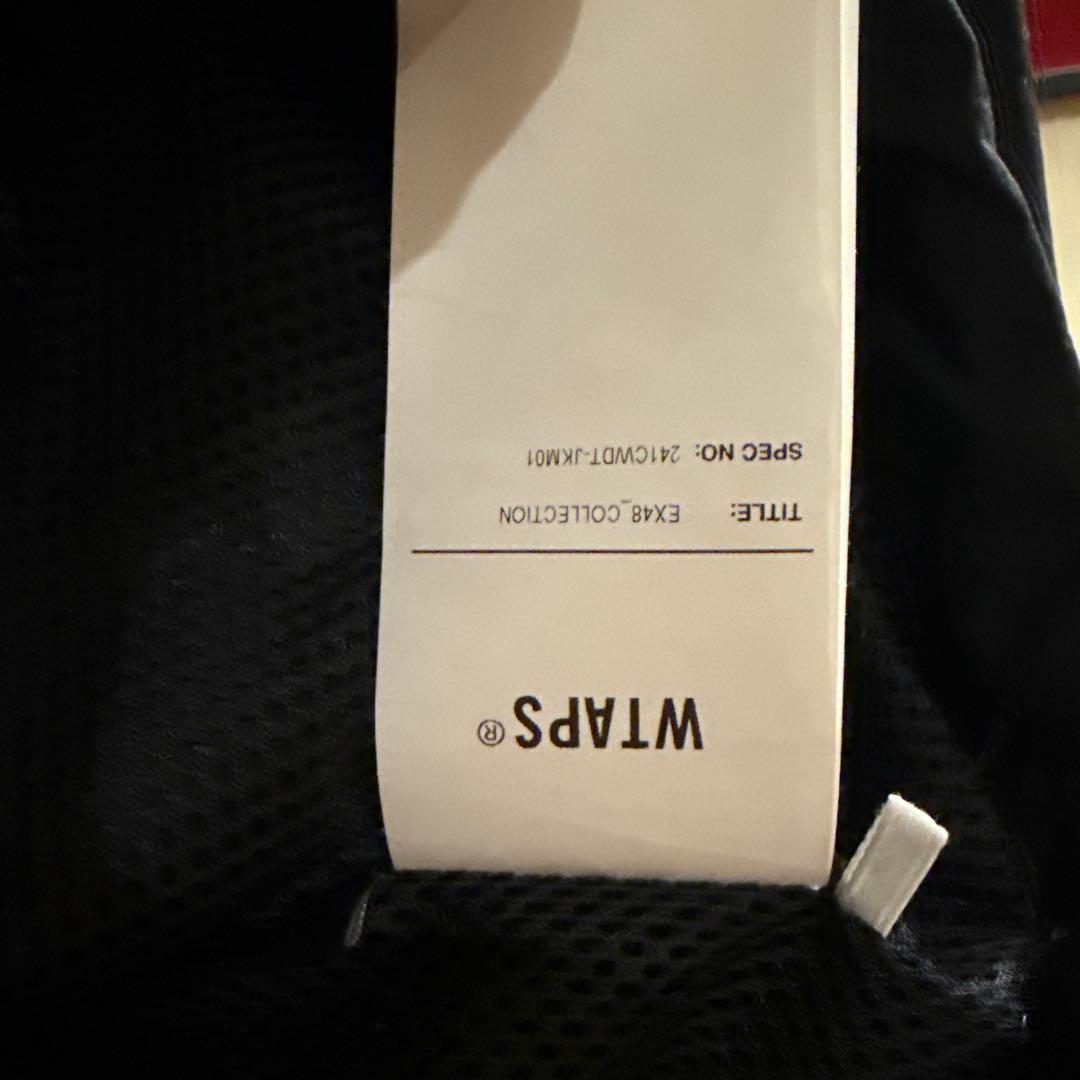 WTAPS®
TITLE: EX48_COLLECTION
SPEC NO: 241CWDT-JKM01